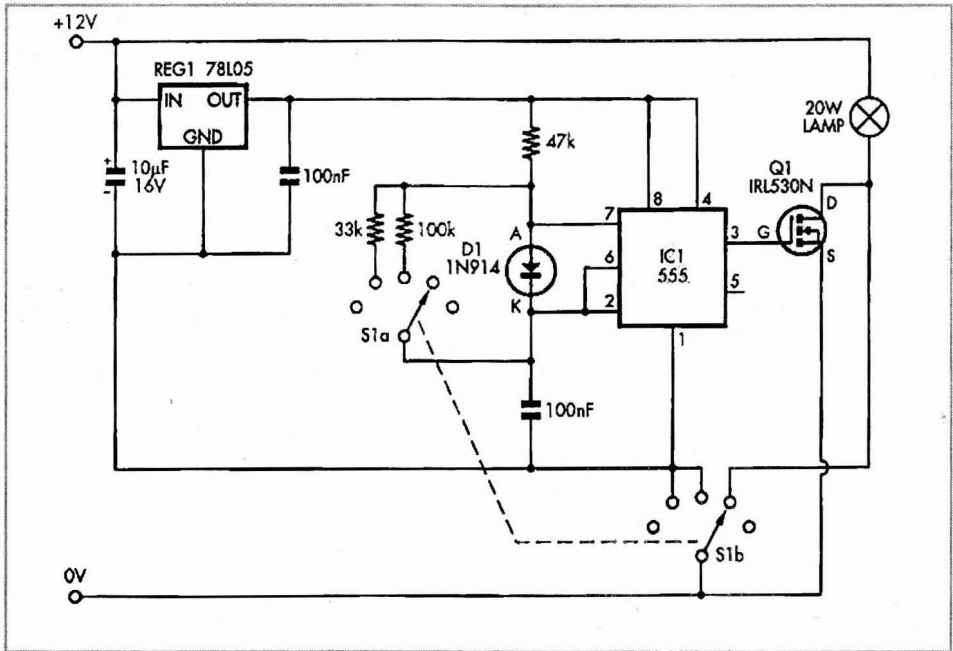 +12V
REG1 78L05
IN OUT
GND
+
10µF
16V
-
100nF
47k
20W
LAMP
Q1
IRL530N
D
G
S
33k
100k
A
D1
1N914
K
7
8
4
6
2
3
5
1
IC1
555
S1a
100nF
S1b
0V